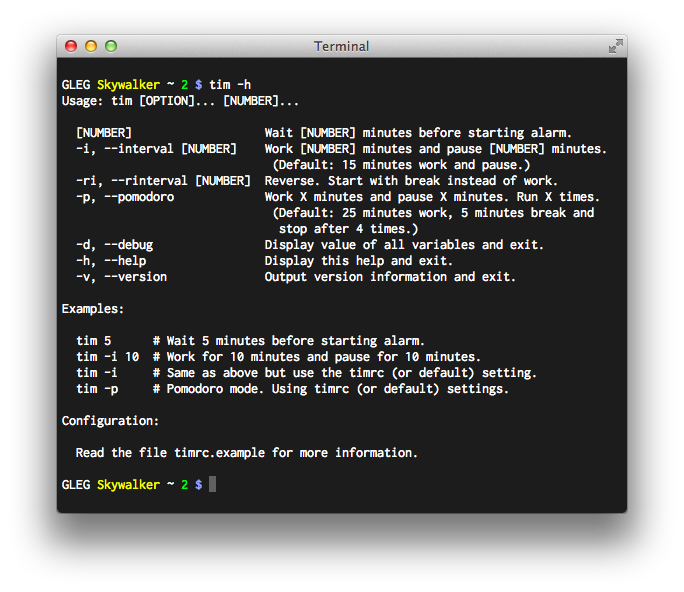 Terminal
GLEG Skywalker ~ 2 $ tim -h
Usage: tim [OPTION]... [NUMBER]...
[NUMBER] Wait [NUMBER] minutes before starting alarm.
-i, --interval [NUMBER] Work [NUMBER] minutes and pause [NUMBER] minutes.
(Default: 15 minutes work and pause.)
-ri, --rinterval [NUMBER] Reverse. Start with break instead of work.
-p, --pomodoro Work X minutes and pause X minutes. Run X times.
(Default: 25 minutes work, 5 minutes break and
stop after 4 times.)
-d, --debug Display value of all variables and exit.
-h, --help Display this help and exit.
-v, --version Output version information and exit.
Examples:
tim 5 # Wait 5 minutes before starting alarm.
tim -i 10 # Work for 10 minutes and pause for 10 minutes.
tim -i # Same as above but use the timrc (or default) setting.
tim -p # Pomodoro mode. Using timrc (or default) settings.
Configuration:
Read the file timrc.example for more information.
GLEG Skywalker ~ 2 $